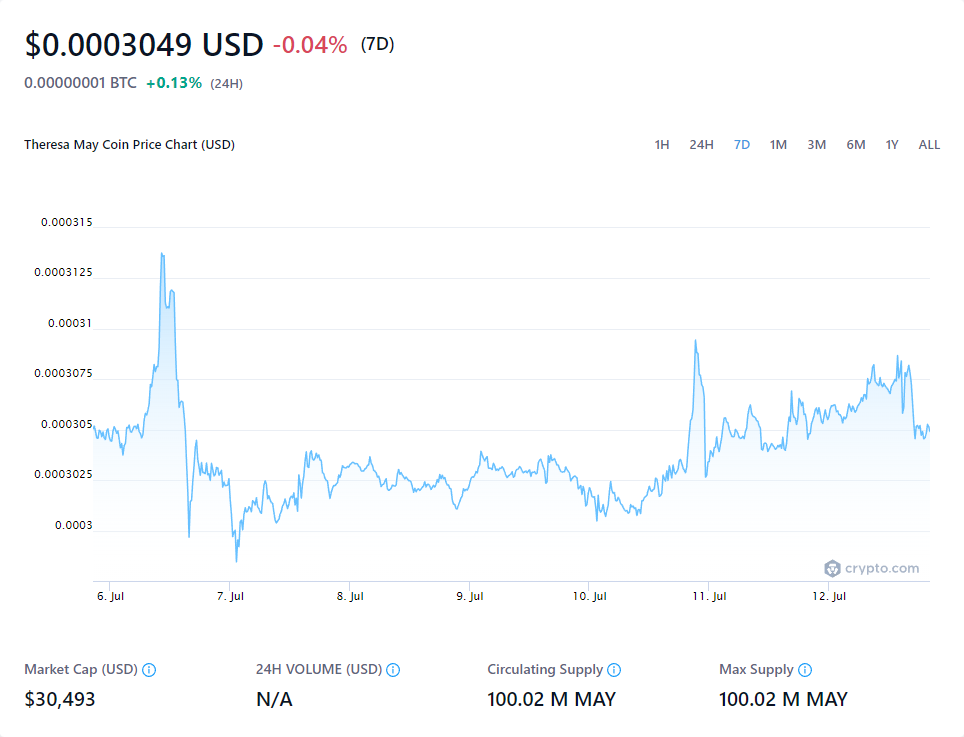 $0.0003049 USD -0.04% (7D)
0.00000001 BTC +0.13% (24H)
Theresa May Coin Price Chart (USD) 1H 24H 7D 1M 3M 6M 1Y ALL
0.000315
0.0003125
0.00031
0.0003075
0.000305
0.0003025
0.0003
crypto.com
6. Jul 7. Jul 8. Jul 9. Jul 10. Jul 11. Jul 12. Jul
Market Cap (USD) 24H VOLUME (USD) Circulating Supply Max Supply
$30,493 N/A 100.02 M MAY 100.02 M MAY